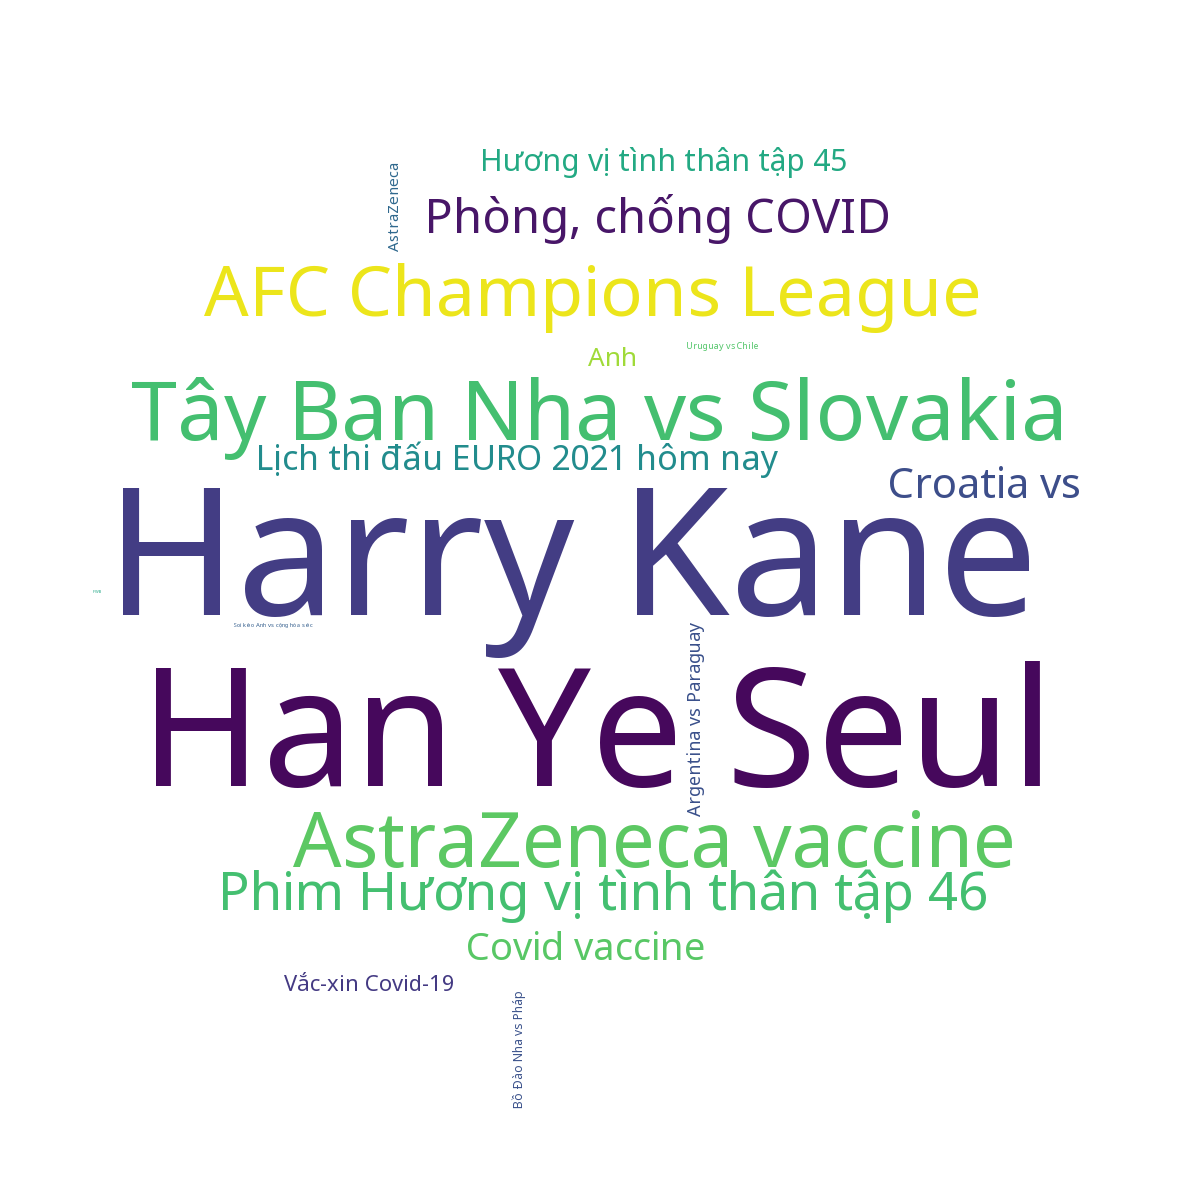 Hương vị tình thân tập 45
AstraZeneca
Phòng, chống COVID
AFC Champions League
Anh
Uruguay vs Chile
Tây Ban Nha vs Slovakia
Lịch thi đấu EURO 2021 hôm nay
Croatia vs
Harry Kane
Soi kèo Anh vs cộng hòa séc
Argentina vs Paraguay
Han Ye Seul
AstraZeneca vaccine
Phim Hương vị tình thân tập 46
Covid vaccine
Vắc-xin Covid-19
Bồ Đào Nha vs Pháp